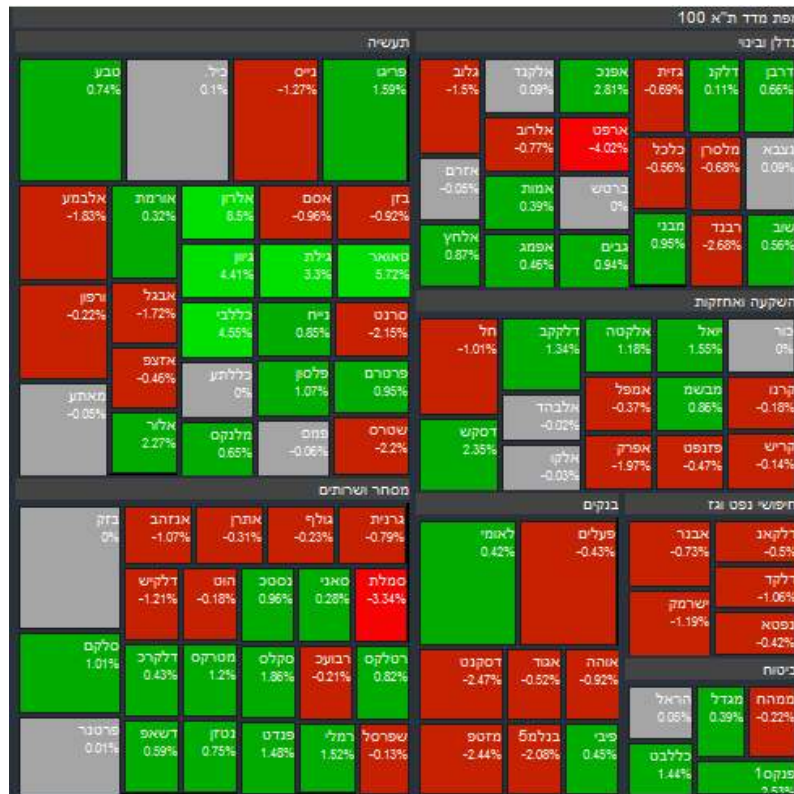 מפת מדד ת"א 100
נדלן ובינוי
דרבן
0.66%
דלקנ
0.11%
גזית
-0.69%
אפנכ
2.81%
אלקנד
0.09%
גלוב
-1.5%
נצבא
0.09%
מלסרן
-0.68%
כלכל
-0.56%
ארפט
-4.02%
אלרוב
-0.77%
אזרם
-0.05%
ברטש
0%
אמות
0.39%
שוב
0.56%
רבנד
-2.68%
מבני
0.95%
גבים
0.94%
אפמג
0.46%
אלחץ
0.87%
תעשיה
פריגו
1.59%
נייס
-1.27%
כיל.
0.1%
טבע
0.74%
בזן
-0.92%
אסם
-0.96%
אלרון
8.5%
אורמת
0.32%
אלבמע
-1.83%
טאואר
5.72%
גילת
3.3%
גיוון
4.41%
אבגל
-1.72%
ורפון
-0.22%
סרנט
-2.15%
נייח
0.85%
כללבי
4.55%
אזצפ
-0.46%
פרטרם
0.95%
פלסון
1.07%
כללתע
0%
מאתע
-0.05%
אלור
2.27%
שטרס
-2.2%
פמס
-0.06%
מלנקס
0.65%
השקעה ואחזקות
כור
0%
יואל
1.55%
אלקטה
1.18%
דלקקב
1.34%
חל
-1.01%
קרנו
-0.18%
מבשמ
0.86%
אמפל
-0.37%
אלבהד
-0.02%
דסקש
2.35%
קריש
-0.14%
פזנפט
-0.47%
אפרק
-1.97%
אלקו
-0.03%
מסחר ושרותים
גרנית
-0.79%
גולף
-0.23%
אתרן
-0.31%
אנזהב
-1.07%
בזק
0%
סמלת
-3.34%
סאני
0.28%
נסטכ
0.96%
הוט
-0.18%
דלקיש
-1.21%
סלקם
1.01%
רטלקס
0.82%
רבועכ
-0.21%
סקלס
1.86%
מטרקס
1.2%
דלקרכ
0.43%
שפרסל
-0.13%
רמלי
1.52%
פנדט
1.48%
נטזן
0.75%
דשאפ
0.59%
פרטנר
0.01%
בנקים
פעלים
-0.43%
לאומי
0.42%
אוהה
-0.92%
אגוד
-0.52%
דסקנט
-2.47%
פיבי
0.45%
בנלמ5
-2.08%
מזטפ
-2.44%
חיפושי נפט וגז
דלקאנ
-0.5%
אבנר
-0.73%
דלקד
-1.06%
ישרמק
-1.19%
נפטא
-0.42%
ביטוח
ממהח
-0.22%
מגדל
0.39%
הראל
0.05%
פנקס1
2.53%
כללבט
1.44%